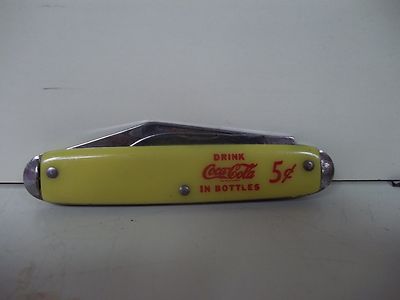 DRINK
Coca-Cola 5¢
IN BOTTLES